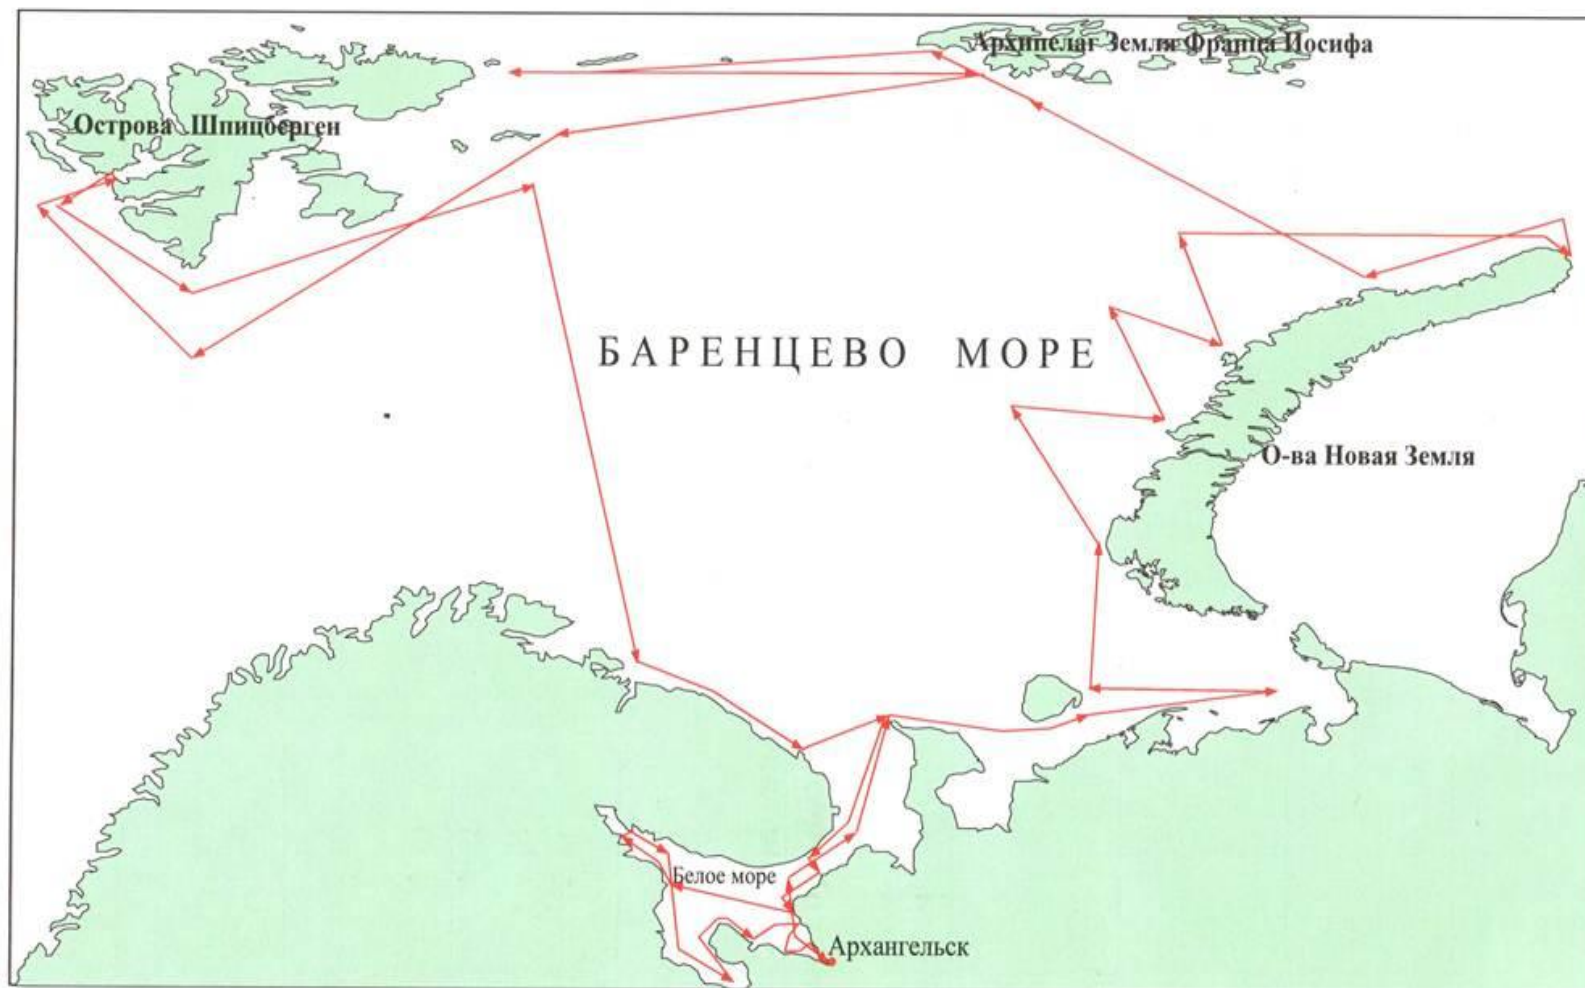 Архипелаг Земля Франца Иосифа
Острова Шпицберген
БАРЕНЦЕВО МОРЕ
О-ва Новая Земля
Белое море
Архангельск